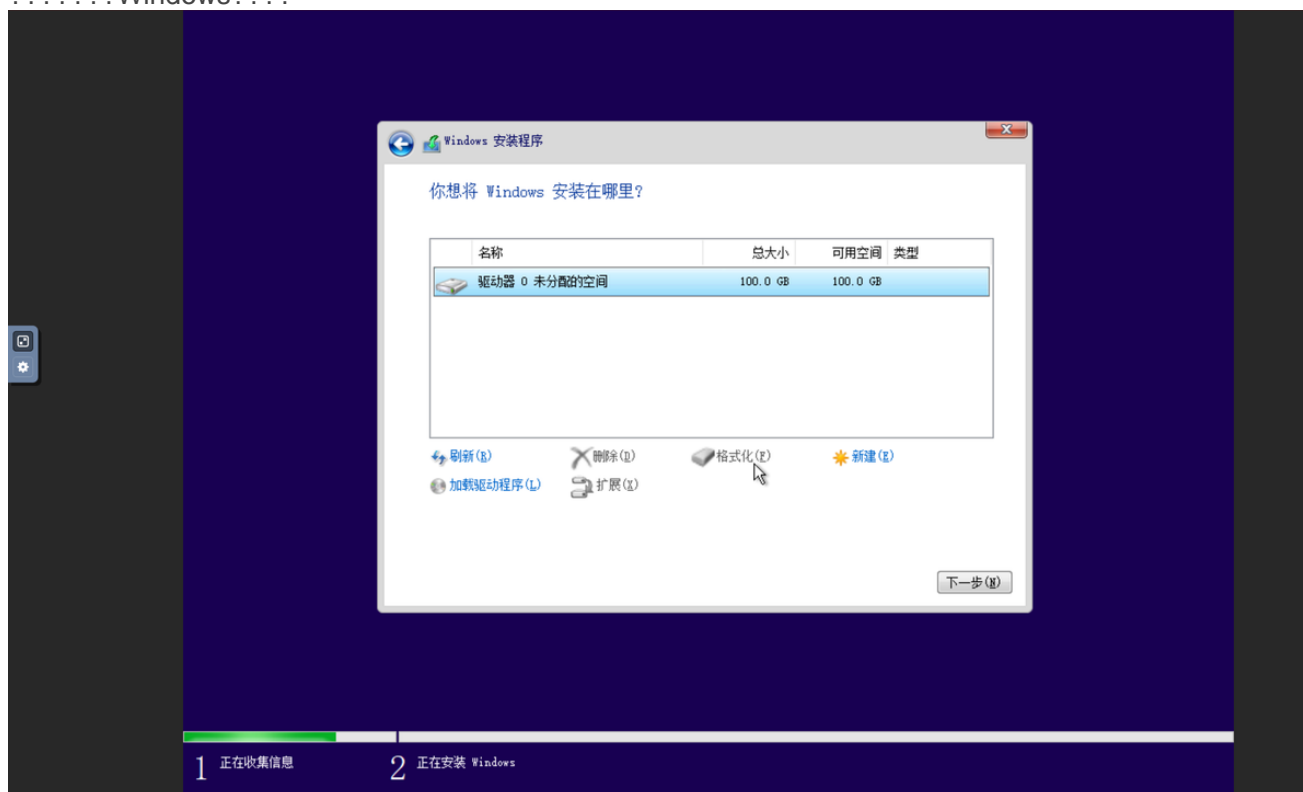 .......Windows....
Windows 安装程序
你想将 Windows 安装在哪里?
名称 总大小 可用空间 类型
驱动器 0 未分配的空间 100.0 GB 100.0 GB
刷新(R) 删除(D) 格式化(F) 新建(E)
加载驱动程序(L) 扩展(X)
下一步(N)
1 正在收集信息 2 正在安装 Windows